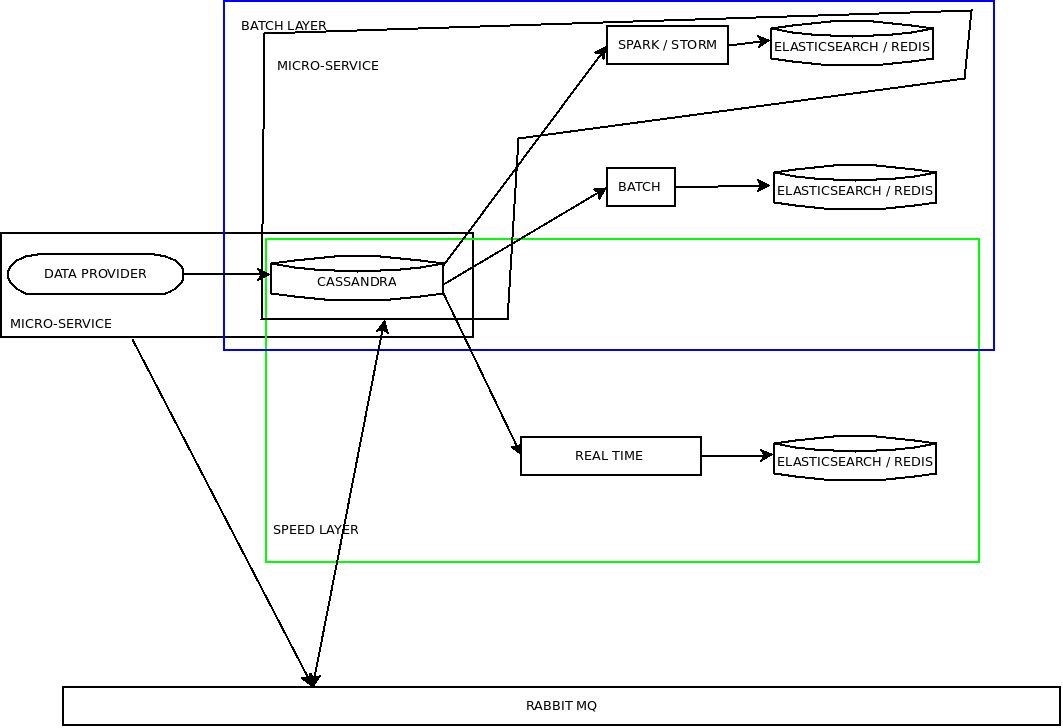 BATCH LAYER
SPARK / STORM
ELASTICSEARCH / REDIS
MICRO-SERVICE
BATCH
ELASTICSEARCH / REDIS
DATA PROVIDER
CASSANDRA
MICRO-SERVICE
REAL TIME
ELASTICSEARCH / REDIS
SPEED LAYER
RABBIT MQ